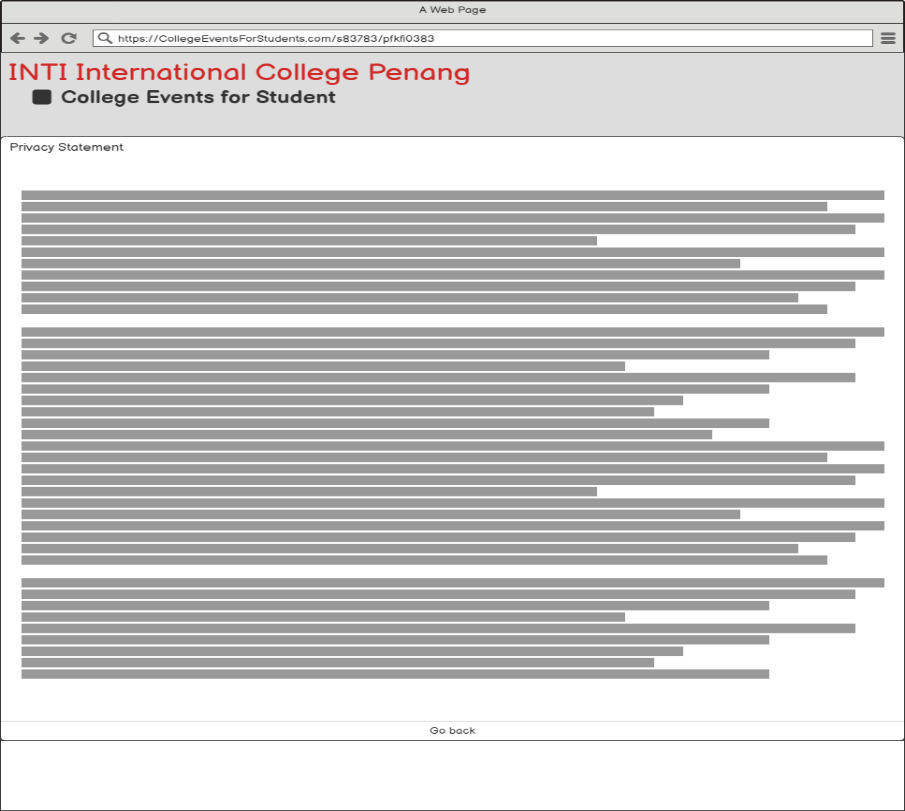 A Web Page
https://CollegeEventsForStudents.com/s83783/pfkfi0383
INTI International College Penang
College Events for Student
Privacy Statement
Go back